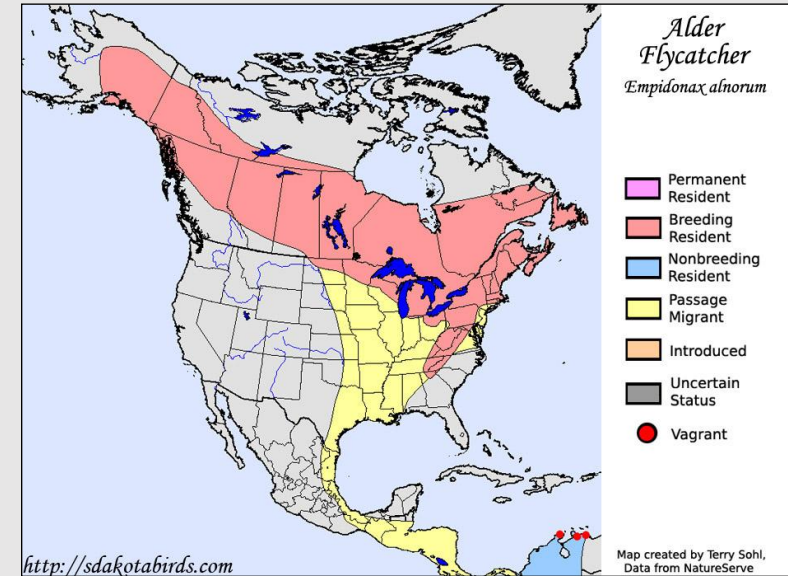 Alder
Flycatcher
Empidonax alnorum
Permanent
Resident
Breeding
Resident
Nonbreeding
Resident
Passage
Migrant
Introduced
Uncertain
Status
Vagrant
Map created by Terry Sohl,
Data from NatureServe
http://sdakotabirds.com